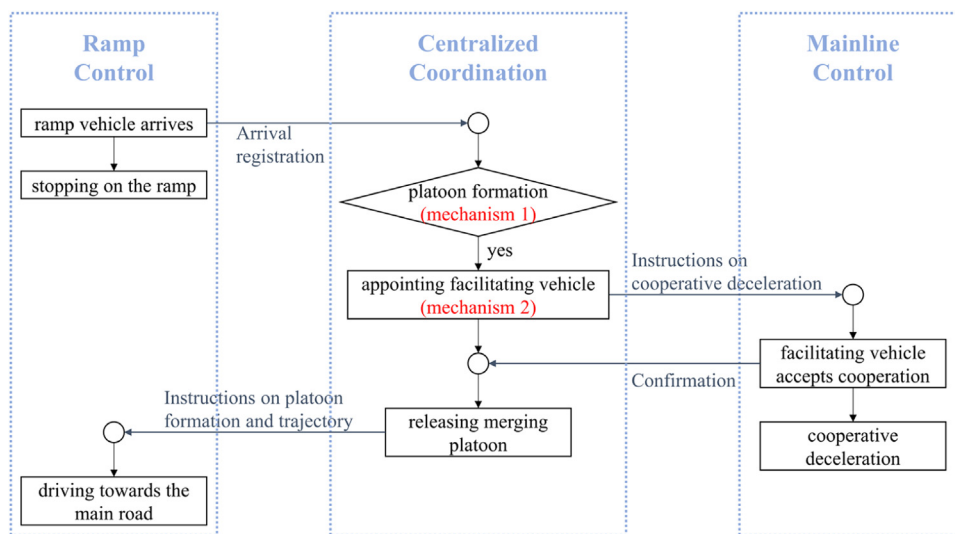 Ramp
Control
Centralized
Coordination
Mainline
Control
ramp vehicle arrives
Arrival
registration
stopping on the ramp
platoon formation
(mechanism 1)
yes
appointing facilitating vehicle
(mechanism 2)
Instructions on
cooperative deceleration
facilitating vehicle
accepts cooperation
Confirmation
Instructions on platoon
formation and trajectory
releasing merging
platoon
cooperative
deceleration
driving towards the
main road